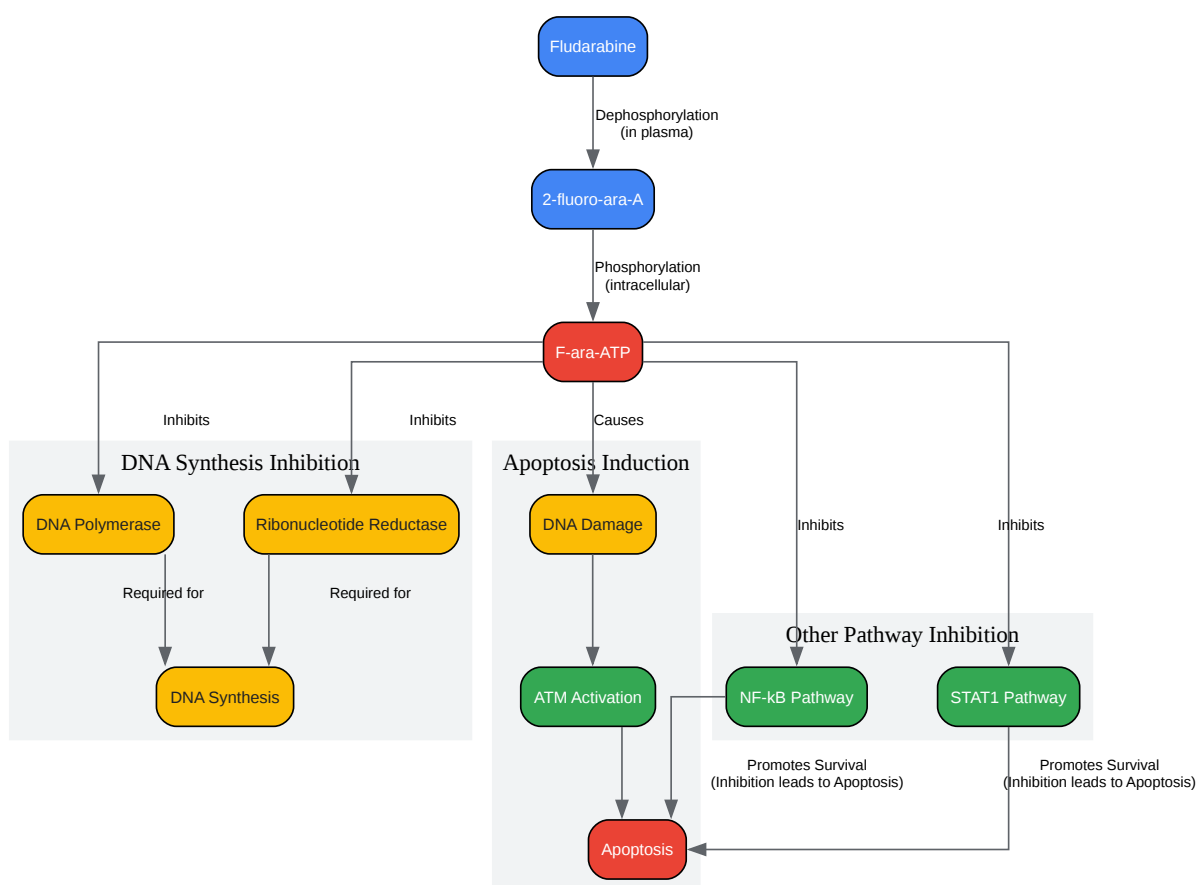 Fludarabine
Dephosphorylation
(in plasma)
2-fluoro-ara-A
Phosphorylation
(intracellular)
F-ara-ATP
Inhibits
Inhibits
Causes
DNA Synthesis Inhibition
Apoptosis Induction
DNA Polymerase
Ribonucleotide Reductase
DNA Damage
Inhibits
Inhibits
Required for
Required for
Other Pathway Inhibition
DNA Synthesis
ATM Activation
NF-kB Pathway
STAT1 Pathway
Promotes Survival
(Inhibition leads to Apoptosis)
Promotes Survival
(Inhibition leads to Apoptosis)
Apoptosis